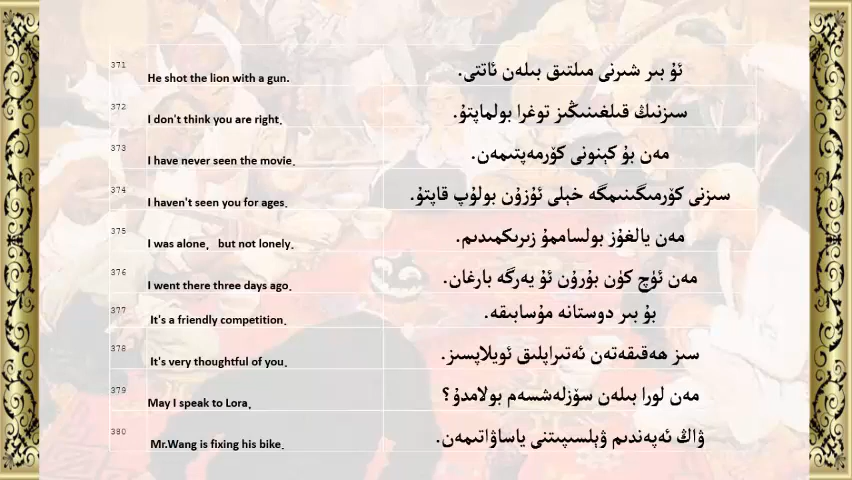 371 He shot the lion with a gun. ئۇ بىر شىرنى مىلتىق بىلەن ئاتتى.
372 I don't think you are right. سىزنىڭ قىلغىنىڭىز توغرا بولماپتۇ.
373 I have never seen the movie. مەن بۇ كىنونى كۆرمەپتىمەن.
374 I haven't seen you for ages. سىزنى كۆرمىگىنىمگە خېلى ئۇزۇن بولۇپ قاپتۇ.
375 I was alone, but not lonely. مەن يالغۇز بولساممۇ زىرىكمىدىم.
376 I went there three days ago. مەن ئۈچ كۈن بۇرۇن ئۇ يەرگە بارغان.
377 It's a friendly competition. بۇ بىر دوستانە مۇسابىقە.
378 It's very thoughtful of you. سىز ھەقىقەتەن ئەتىراپلىق ئويلاپسىز.
379 May I speak to Lora. مەن لورا بىلەن سۆزلەشسەم بولامدۇ؟
380 Mr.Wang is fixing his bike. ۋاڭ ئەپەندىم ۋېلىسىپىتنى ياساۋاتىمەن.